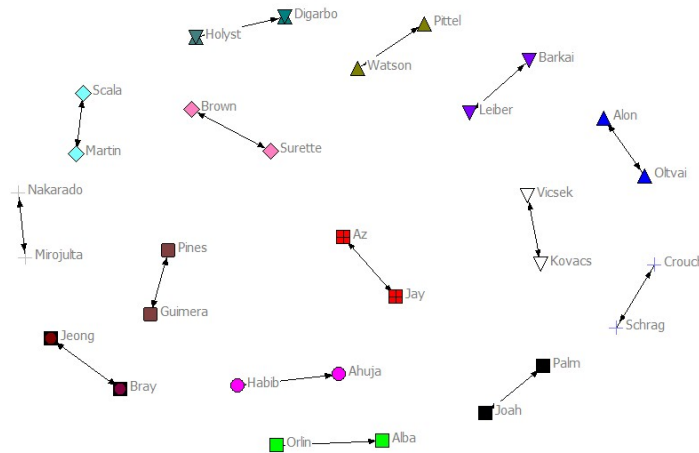 Digarbo
Holyst
Pittel
Watson
Barkai
Leiber
Scala
Brown
Alon
Martin
Surette
Oltvai
Nakarado
Vicsek
Az
Pines
Mirojulta
Kovacs
Crouch
Jay
Guimera
Schrag
Jeong
Palm
Ahuja
Habib
Bray
Joah
Alba
Orlin